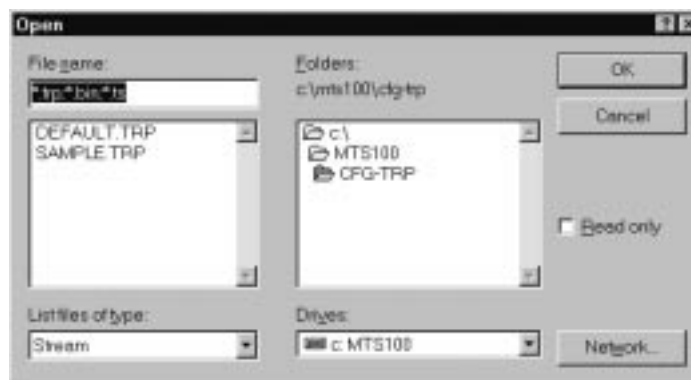 Open
File name:
*.trp;*.bin;*.ts
DEFAULT.TRP
SAMPLE.TRP
List files of type:
Stream
Folders:
c:\mts100\cfg-trp
c:\
MTS100
CFG-TRP
Drives:
c: MTS100
OK
Cancel
Read only
Network...